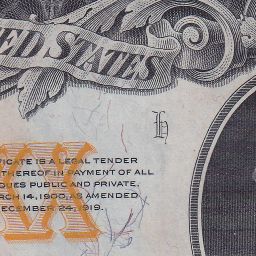 ED STATES
H
ICATE IS A LEGAL TENDER
THEREOF IN PAYMENT OF ALL
DUES PUBLIC AND PRIVATE.
RCH 14, 1900, AS AMENDED
ECEMBER 24, 1919.
X